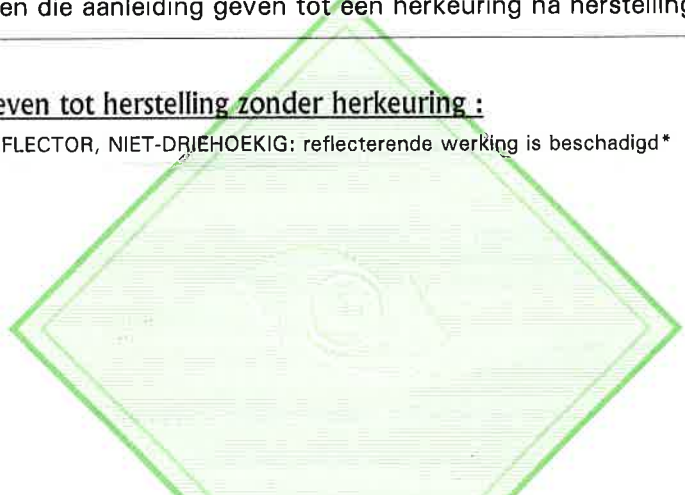 en die aanleiding geven tot een herkeuring na herstelling
even tot herstelling zonder herkeuring :
FLECTOR, NIET-DRIEHOEKIG: reflecterende werking is beschadigd*